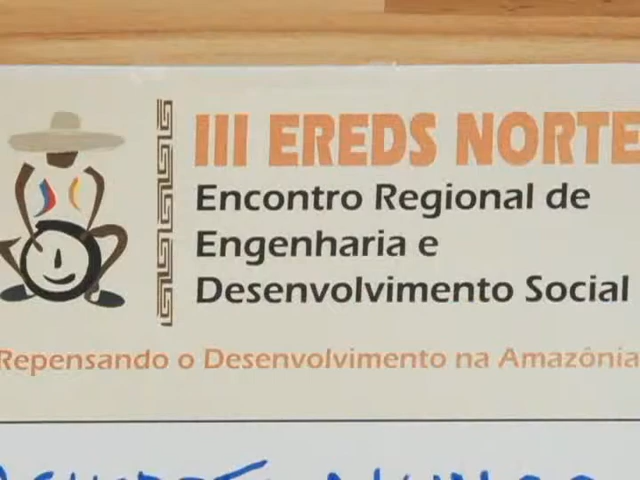 III EREDS NORTE
Encontro Regional de
Engenharia e
Desenvolvimento Social
Repensando o Desenvolvimento na Amazônia